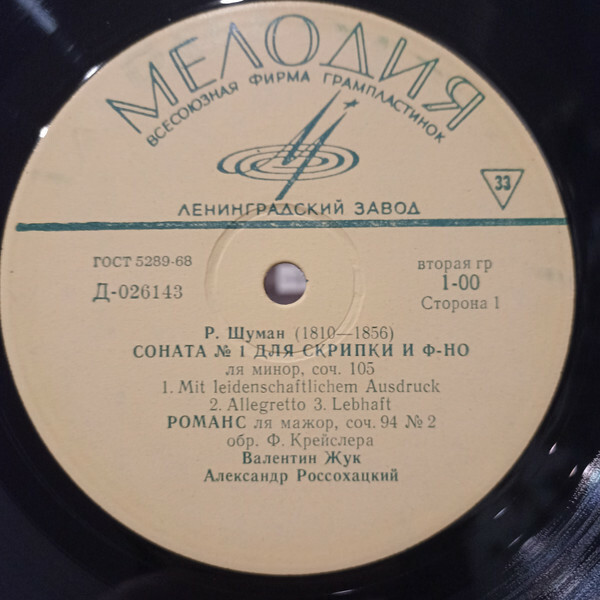 МЕЛОДИЯ
ВСЕСОЮЗНАЯ ФИРМА ГРАМПЛАСТИНОК
33
ЛЕНИНГРАДСКИЙ ЗАВОД
ГОСТ 5289-68
Д-026143
вторая гр
1-00
Сторона 1
Р. Шуман (1810—1856)
СОНАТА № 1 ДЛЯ СКРИПКИ И Ф-НО
ля минор, соч. 105
1. Mit leidenschaftlichem Ausdruck
2. Allegretto 3. Lebhaft
РОМАНС ля мажор, соч. 94 № 2
обр. Ф. Крейслера
Валентин Жук
Александр Россохацкий